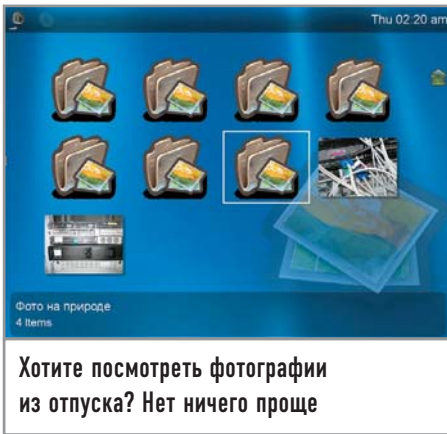 Thu 02:20 am
Фото на природе
4 Items
Хотите посмотреть фотографии
из отпуска? Нет ничего проще